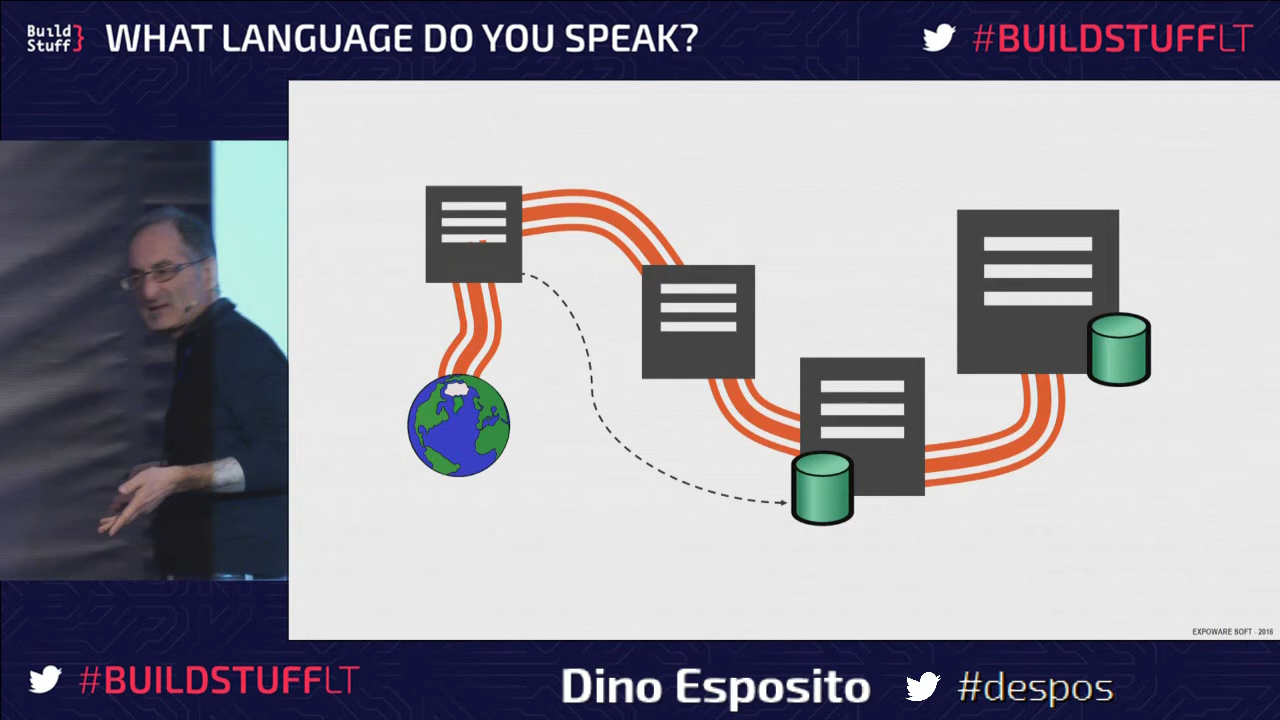 Build
Stuff
WHAT LANGUAGE DO YOU SPEAK?
#BUILDSTUFFLT
EXPOWARE SOFT - 2016
#BUILDSTUFFLT
Dino Esposito
#despos